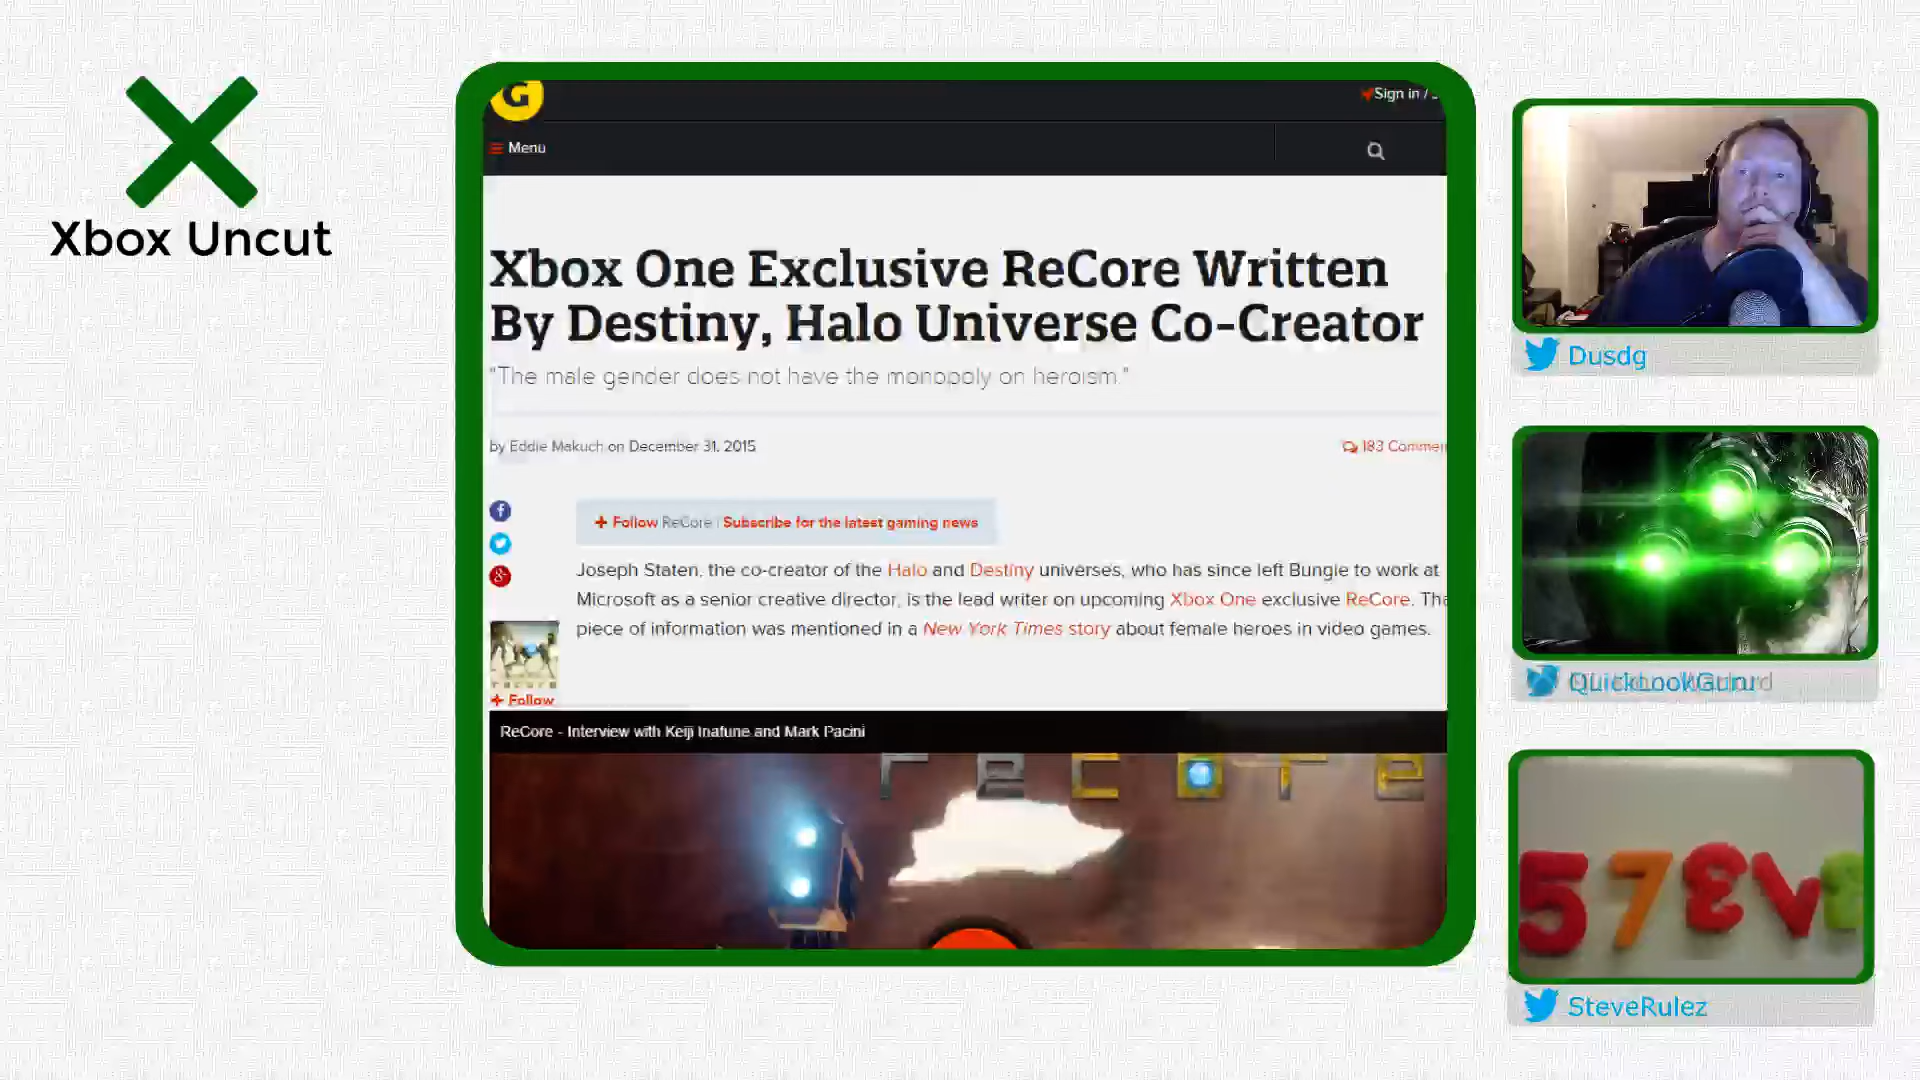 Xbox Uncut
G
Sign in /
Menu
Xbox One Exclusive ReCore Written
By Destiny, Halo Universe Co-Creator
"The male gender does not have the monopoly on heroism."
by Eddie Makuch on December 31, 2015
183 Commen
+ Follow ReCore | Subscribe for the latest gaming news
Joseph Staten, the co-creator of the Halo and Destiny universes, who has since left Bungie to work at
Microsoft as a senior creative director, is the lead writer on upcoming Xbox One exclusive ReCore. Tha
piece of information was mentioned in a New York Times story about female heroes in video games.
recore
+ Follow
ReCore - Interview with Keiji Inafune and Mark Pacini
recore
Dusdg
QuickLookGuru
57EVE
SteveRulez